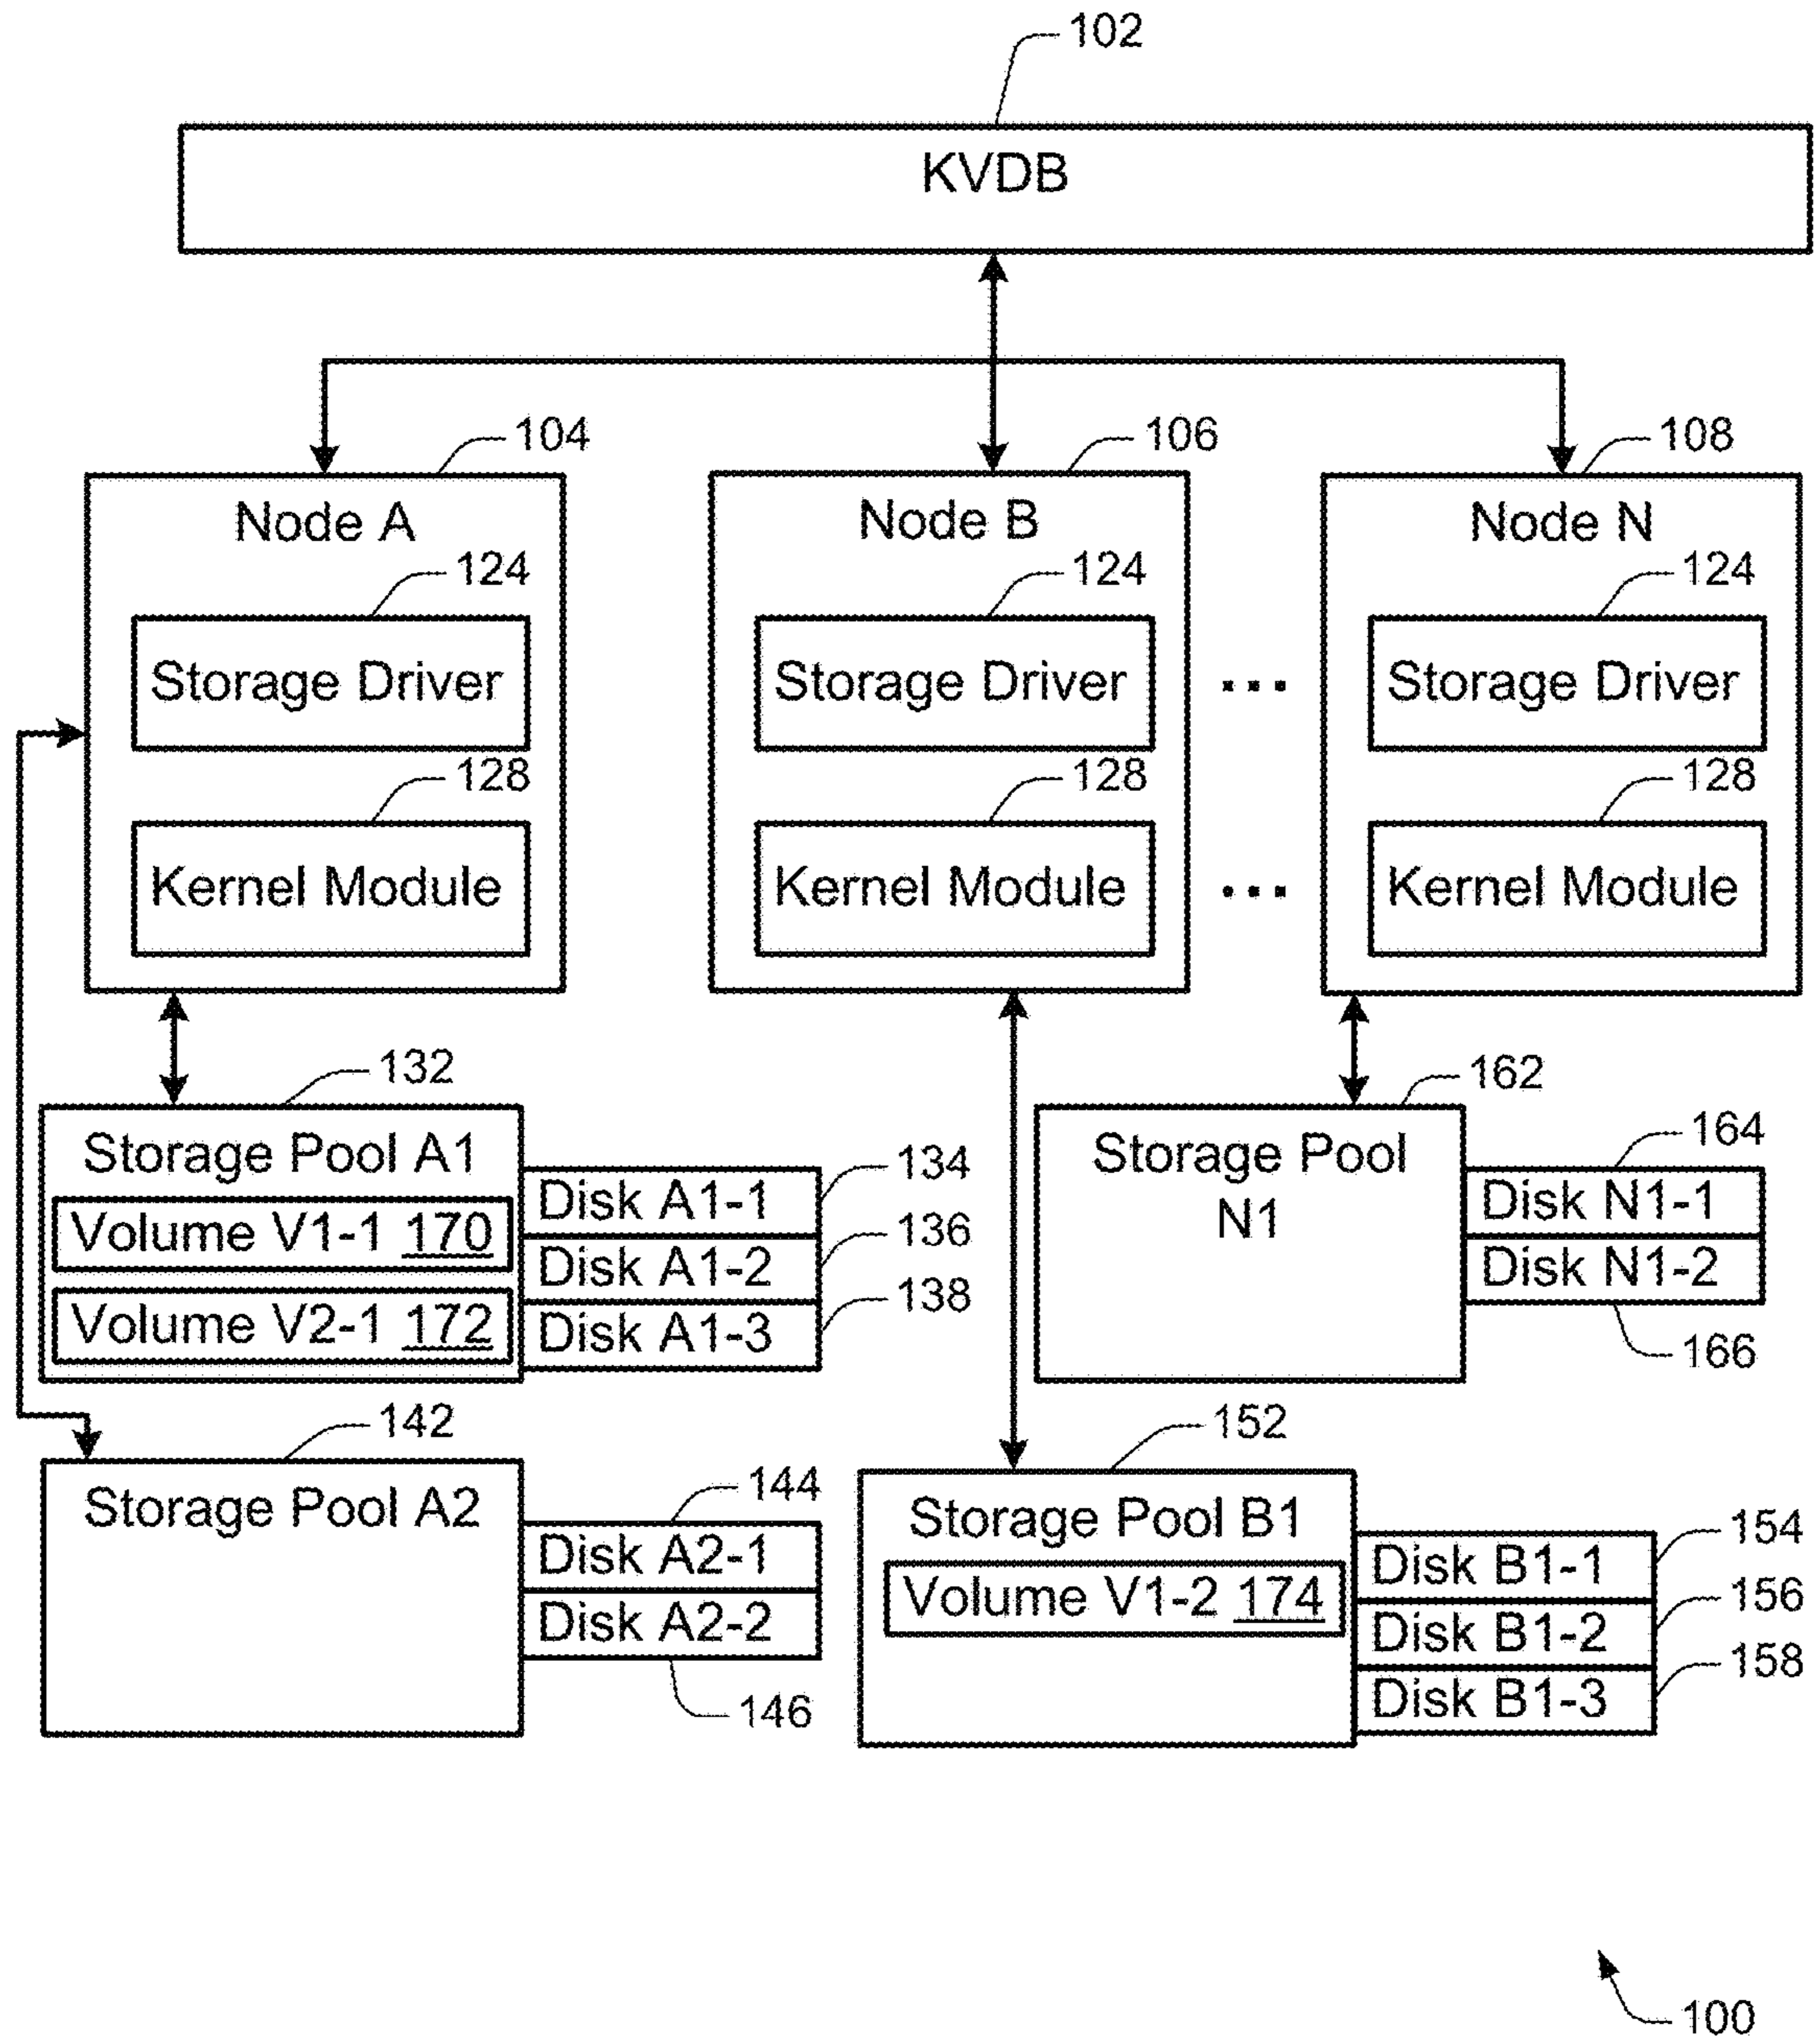 102
KVDB
104
106
108
Node A
Node B
Node N
124
124
124
Storage Driver
Storage Driver
...
Storage Driver
128
128
128
Kernel Module
Kernel Module
...
Kernel Module
132
162
Storage Pool A1
Volume V1-1 170
Volume V2-1 172
Disk A1-1
134
Disk A1-2
136
Disk A1-3
138
Storage Pool
N1
164
Disk N1-1
Disk N1-2
166
142
152
Storage Pool A2
144
Disk A2-1
Disk A2-2
146
Storage Pool B1
Volume V1-2 174
Disk B1-1
154
Disk B1-2
156
Disk B1-3
158
100